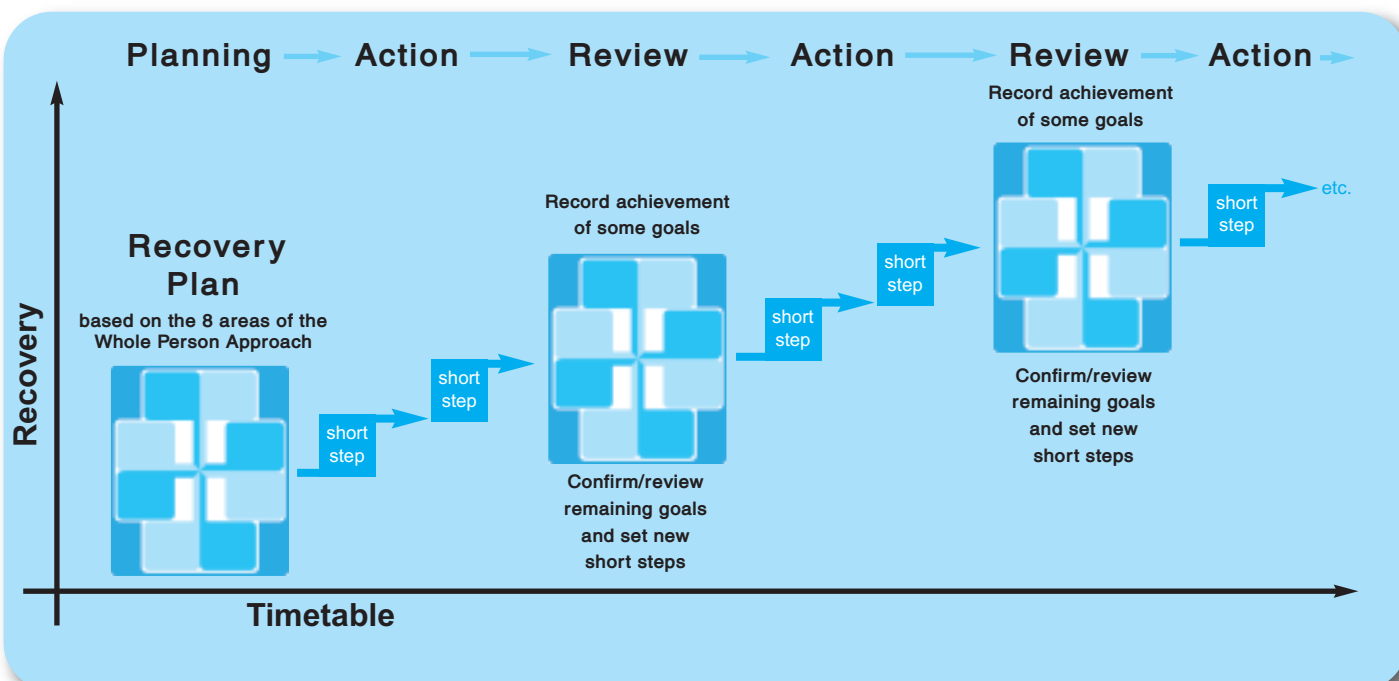 Planning Action Review Action Review Action
Record achievement
of some goals
Record achievement
of some goals
Recovery
Plan
based on the 8 areas of the
Whole Person Approach
short
step
short
step
short
step
short
step
short
step
etc.
Confirm/review
remaining goals
and set new
short steps
Confirm/review
remaining goals
and set new
short steps
Recovery
Timetable